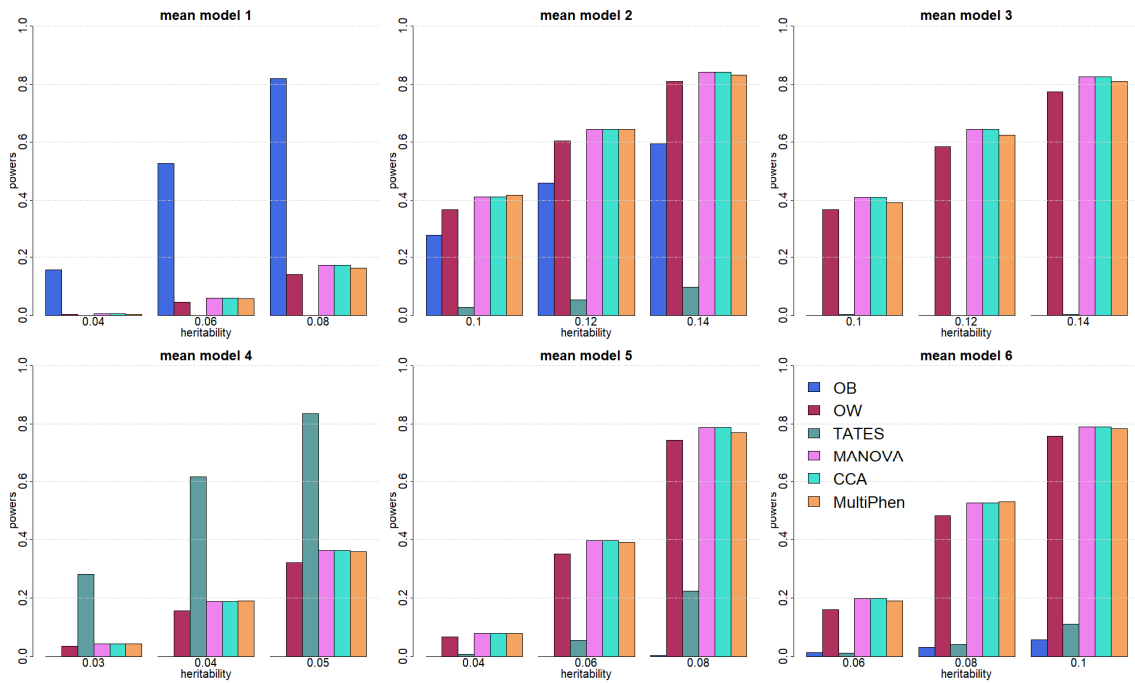 mean model 1
powers
0.0 0.2 0.4 0.6 0.8 1.0
0.04 0.06 0.08
heritability
mean model 2
powers
0.0 0.2 0.4 0.6 0.8 1.0
0.1 0.12 0.14
heritability
mean model 3
powers
0.0 0.2 0.4 0.6 0.8 1.0
0.1 0.12 0.14
heritability
mean model 4
powers
0.0 0.2 0.4 0.6 0.8 1.0
0.03 0.04 0.05
heritability
mean model 5
powers
0.0 0.2 0.4 0.6 0.8 1.0
0.04 0.06 0.08
heritability
mean model 6
powers
0.0 0.2 0.4 0.6 0.8 1.0
OB
OW
TATES
MANOVA
CCA
MultiPhen
0.06 0.08 0.1
heritability